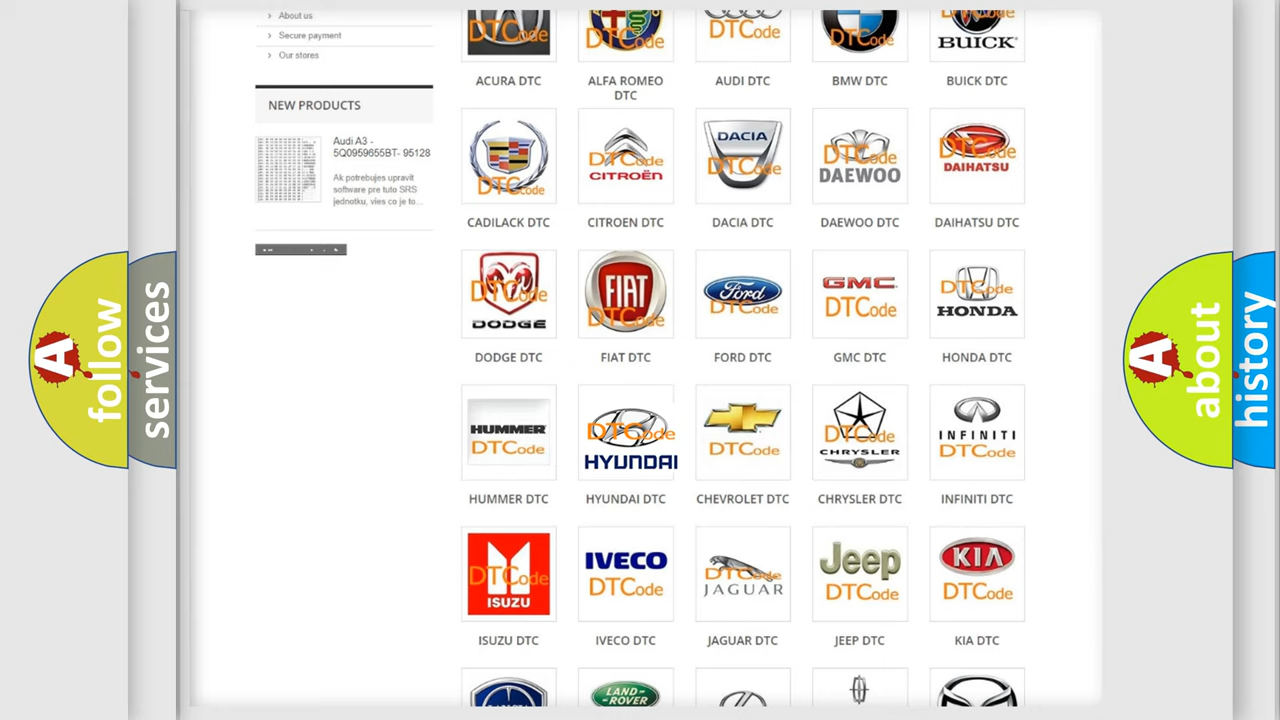 About us
Secure payment
Our stores
NEW PRODUCTS
Audi A3 -
5Q0959655BT- 95128
Ak potrebujes upravit
software pre tuto SRS
jednotku, vies co je to...
DTCode
DTCode
DTCode
DTCode
BUICK
ACURA DTC
ALFA ROMEO
DTC
AUDI DTC
BMW DTC
BUICK DTC
DTCode
DTCode
CITROËN
DACIA
DTCode
DTCode
DAEWOO
DTCode
DAIHATSU
CADILACK DTC
CITROEN DTC
DACIA DTC
DAEWOO DTC
DAIHATSU DTC
DTCode
DODGE
FIAT
DTCode
Ford
DTCode
GMC
DTCode
DTCode
HONDA
DODGE DTC
FIAT DTC
FORD DTC
GMC DTC
HONDA DTC
HUMMER
DTCode
DTCode
HYUNDAI
DTCode
DTCode
CHRYSLER
INFINITI
DTCode
HUMMER DTC
HYUNDAI DTC
CHEVROLET DTC
CHRYSLER DTC
INFINITI DTC
DTCode
ISUZU
IVECO
DTCode
DTCode
JAGUAR
Jeep
DTCode
KIA
DTCode
ISUZU DTC
IVECO DTC
JAGUAR DTC
JEEP DTC
KIA DTC
LAND-
ROVER
A
follow
services
A
about
history